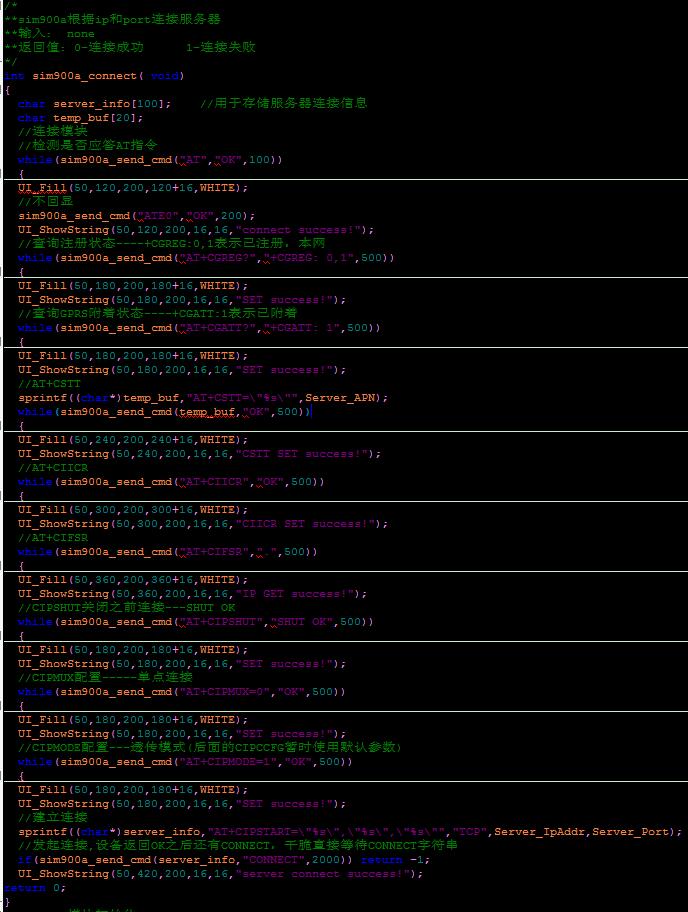 /*
**sim900a根据ip和port连接服务器
**输入： none
**返回值：0-连接成功      1-连接失败
*/
int sim900a_connect( void)
{
  char server_info[100];    //用于存储服务器连接信息
  char temp_buf[20];
  //连接模块
  //检测是否应答AT指令
  while(sim900a_send_cmd("AT","OK",100))
  {
  UI_Fill(50,120,200,120+16,WHITE);
  //不回显
  sim900a_send_cmd("ATE0","OK",200);
  UI_ShowString(50,120,200,16,16,"connect success!");
  //查询注册状态----+CGREG:0,1表示已注册，本网
  while(sim900a_send_cmd("AT+CGREG?","+CGREG: 0,1",500))
  {
  UI_Fill(50,180,200,180+16,WHITE);
  UI_ShowString(50,180,200,16,16,"SET success!");
  //查询GPRS附着状态----+CGATT:1表示已附着
  while(sim900a_send_cmd("AT+CGATT?","+CGATT: 1",500))
  {
  UI_Fill(50,180,200,180+16,WHITE);
  UI_ShowString(50,180,200,16,16,"SET success!");
  //AT+CSTT
  sprintf((char*)temp_buf,"AT+CSTT=\"%s\"",Server_APN);
  while(sim900a_send_cmd(temp_buf,"OK",500))
  {
  UI_Fill(50,240,200,240+16,WHITE);
  UI_ShowString(50,240,200,16,16,"CSTT SET success!");
  //AT+CIICR
  while(sim900a_send_cmd("AT+CIICR","OK",500))
  {
  UI_Fill(50,300,200,300+16,WHITE);
  UI_ShowString(50,300,200,16,16,"CIICR SET success!");
  //AT+CIFSR
  while(sim900a_send_cmd("AT+CIFSR",".",500))
  {
  UI_Fill(50,360,200,360+16,WHITE);
  UI_ShowString(50,360,200,16,16,"IP GET success!");
  //CIPSHUT关闭之前连接---SHUT OK
  while(sim900a_send_cmd("AT+CIPSHUT","SHUT OK",500))
  {
  UI_Fill(50,180,200,180+16,WHITE);
  UI_ShowString(50,180,200,16,16,"SET success!");
  //CIPMUX配置-----单点连接
  while(sim900a_send_cmd("AT+CIPMUX=0","OK",500))
  {
  UI_Fill(50,180,200,180+16,WHITE);
  UI_ShowString(50,180,200,16,16,"SET success!");
  //CIPMODE配置---透传模式(后面的CIPCCFG暂时使用默认参数)
  while(sim900a_send_cmd("AT+CIPMODE=1","OK",500))
  {
  UI_Fill(50,180,200,180+16,WHITE);
  UI_ShowString(50,180,200,16,16,"SET success!");
  //建立连接
  sprintf((char*)server_info,"AT+CIPSTART=\"%s\",\"%s\",\"%s\"","TCP",Server_IpAddr,Server_Port);
  //发起连接,设备返回OK之后还有CONNECT，干脆直接等待CONNECT字符串
  if(sim900a_send_cmd(server_info,"CONNECT",2000)) return -1;
  UI_ShowString(50,420,200,16,16,"server connect success!");
return 0;
}